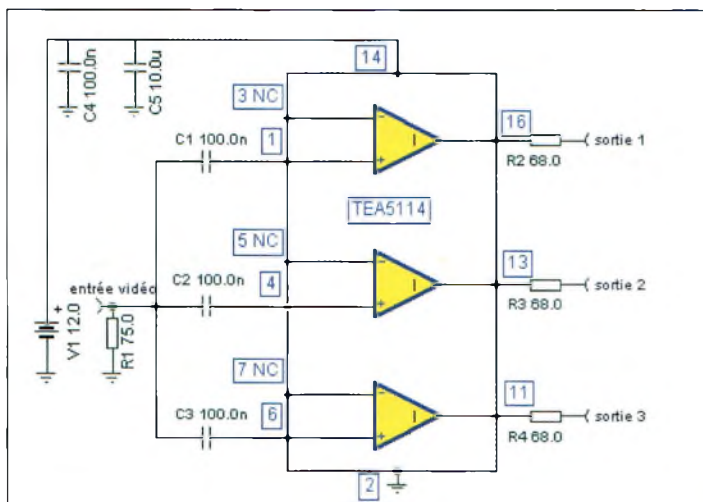 14
C4 100.0n
C5 10.0u
3 NC
C1 100.0n
1
16
sortie 1
R2 68.0
TEA5114
5 NC
entrée vidéo
C2 100.0n
4
13
sortie 2
R3 68.0
+
V1 12.0
R1 75.0
7 NC
C3 100.0n
6
11
sortie 3
R4 68.0
2